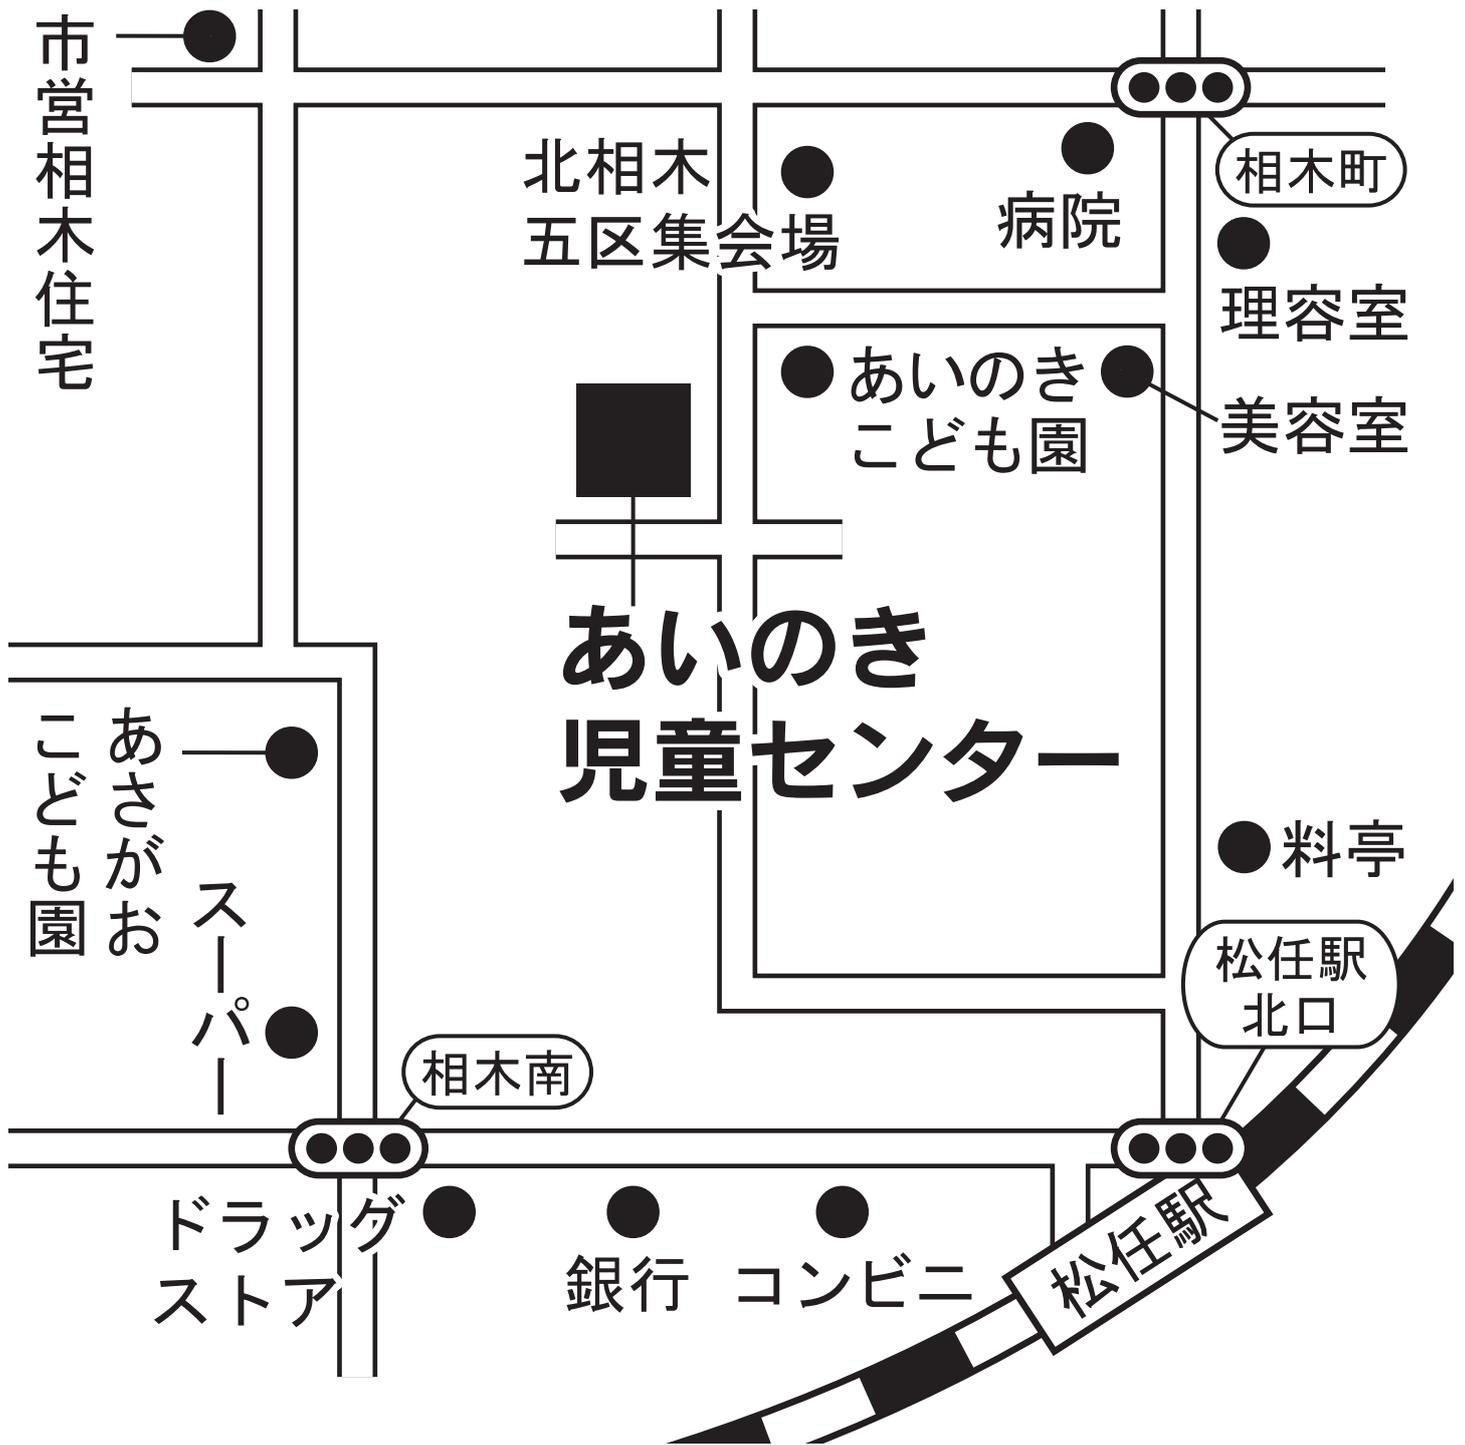 市営相木住宅
北相木
五区集会場
病院
相木町
理容室
あいのき
こども園
美容室
あいのき
児童センター
あさがお
こども園
スーパー
料亭
松任駅
北口
相木南
ドラッグ
ストア
銀行
コンビニ
松任駅